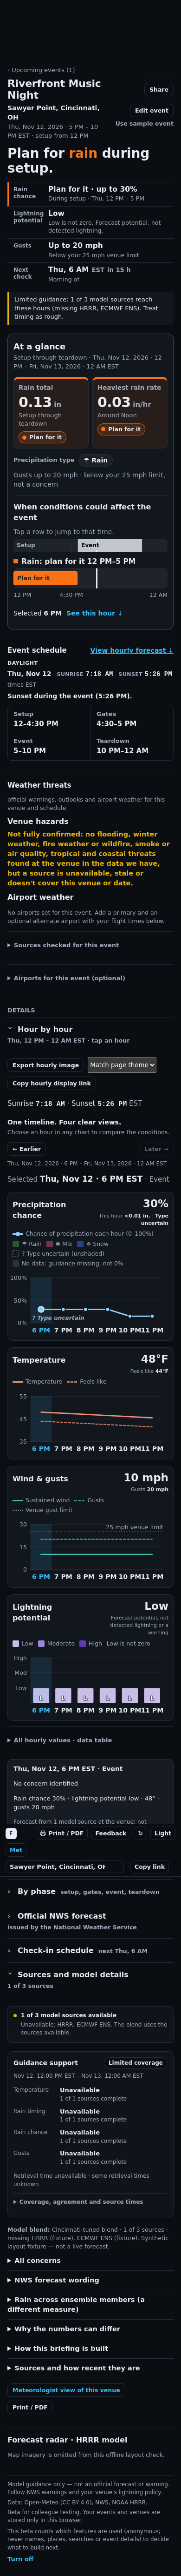 ‹ Upcoming events (1)
Riverfront Music Night
Share
Sawyer Point, Cincinnati, OH
Edit event
Thu, Nov 12, 2026 · 5 PM – 10 PM EST · setup from 12 PM
Use sample event
Plan for rain during setup.
Rain chance
Plan for it · up to 30%
During setup · Thu, 12 PM – 5 PM
Lightning potential
Low
Low is not zero. Forecast potential, not detected lightning.
Gusts
Up to 20 mph
Below your 25 mph venue limit
Next check
Thu, 6 AM EST in 15 h
Morning of
Limited guidance: 1 of 3 model sources reach these hours (missing HRRR, ECMWF ENS). Treat timing as rough.
At a glance
Setup through teardown · Thu, Nov 12, 2026 · 12 PM – Fri, Nov 13, 2026 · 12 AM EST
Rain total
0.13 in
Setup through teardown
Plan for it
Heaviest rain rate
0.03 in/hr
Around Noon
Plan for it
Precipitation type
Rain
Gusts up to 20 mph · below your 25 mph limit, not a concern
When conditions could affect the event
Tap a row to jump to that time.
Setup
Event
Rain: plan for it 12 PM–5 PM
Plan for it
12 PM
4:30 PM
12 AM
Selected 6 PM See this hour ↓
Event schedule
View hourly forecast ↓
DAYLIGHT
Thu, Nov 12 SUNRISE 7:18 AM SUNSET 5:26 PM
times EST
Sunset during the event (5:26 PM).
Setup
12–4:30 PM
Gates
4:30–5 PM
Event
5–10 PM
Teardown
10 PM–12 AM
Weather threats
official warnings, outlooks and airport weather for this venue and schedule
Venue hazards
Not fully confirmed: no flooding, winter weather, fire weather or wildfire, smoke or air quality, tropical and coastal threats found at the venue in the data we have, but a source is unavailable, stale or doesn't cover this venue or date.
Airport weather
No airports set for this event. Add a primary and an optional alternate airport with your flight times below.
▸ Sources checked for this event
▸ Airports for this event (optional)
DETAILS
Hour by hour
Thu, 12 PM – 12 AM EST · tap an hour
Export hourly image
Match page theme
Copy hourly display link
Sunrise 7:18 AM · Sunset 5:26 PM EST
One timeline. Four clear views.
Choose an hour in any chart to compare the conditions.
← Earlier
Later →
Thu, Nov 12, 2026 · 6 PM – Fri, Nov 13, 2026 · 12 AM EST
Selected Thu, Nov 12 · 6 PM EST · Event
Precipitation chance
30%
This hour <0.01 in. Type uncertain
Chance of precipitation each hour (0–100%)
Rain
Mix
Snow
? Type uncertain (unshaded)
No data: guidance missing, not 0%
100%
50%
0%
? Type uncertain
6 PM 7 PM 8 PM 9 PM 10 PM 11 PM
Temperature
48°F
Feels like 44°F
Temperature
Feels like
55
45
35
6 PM 7 PM 8 PM 9 PM 10 PM 11 PM
Wind & gusts
10 mph
Gusts 20 mph
Sustained wind
Gusts
Venue gust limit
30
25 mph venue limit
15
0
6 PM 7 PM 8 PM 9 PM 10 PM 11 PM
Lightning potential
Low
Forecast potential, not detected lightning or a warning
Low
Moderate
High
Low is not zero
High
Mod
Low
L L L L L L
6 PM 7 PM 8 PM 9 PM 10 PM 11 PM
▸ All hourly values · data table
Thu, Nov 12, 6 PM EST · Event
No concern identified
Rain chance 30% · lightning potential low · 48° · gusts 20 mph
Forecast from 1 model source at the venue; not
F
Print / PDF
Feedback
↻
Light
Met
Sawyer Point, Cincinnati, OH
Copy link
By phase setup, gates, event, teardown
Official NWS forecast
issued by the National Weather Service
Check-in schedule next Thu, 6 AM
Sources and model details
1 of 3 sources
1 of 3 model sources available
Unavailable: HRRR, ECMWF ENS. The blend uses the sources available.
Guidance support
Limited coverage
Nov 12, 12:00 PM EST – Nov 13, 12:00 AM EST
Temperature
Unavailable
1 of 1 sources complete
Rain timing
Unavailable
1 of 1 sources complete
Rain chance
Unavailable
1 of 1 sources complete
Gusts
Unavailable
1 of 1 sources complete
Retrieval time unavailable · some retrieval times unknown
▸ Coverage, agreement and source times
Model blend: Cincinnati-tuned blend · 1 of 3 sources · missing HRRR (fixture), ECMWF ENS (fixture). Synthetic layout fixture — not a live forecast.
▸ All concerns
▸ NWS forecast wording
▸ Rain across ensemble members (a different measure)
▸ Why the numbers can differ
▸ How this briefing is built
▸ Sources and how recent they are
Meteorologist view of this venue
Print / PDF
Forecast radar · HRRR model
Map imagery is omitted from this offline layout check.
Model guidance only — not an official forecast or warning. Follow NWS warnings and your venue's lightning policy.
Data: Open-Meteo (CC BY 4.0), NWS, NOAA HRRR.
Beta for colleague testing. Your events and venues are stored only in this browser.
This beta counts which features are used (anonymous; never names, places, searches or event details) to decide what to build next.
Turn off